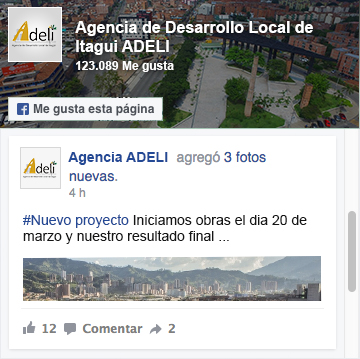 Adeli
Agencia de Desarrollo Local de
Itagui ADELI
123.089 Me gusta
Me gusta esta página
Adeli
Agencia ADELI agregó 3 fotos
nuevas.
4 h
#Nuevo proyecto Iniciamos obras el dia 20 de
marzo y nuestro resultado final ...
12 Comentar 2